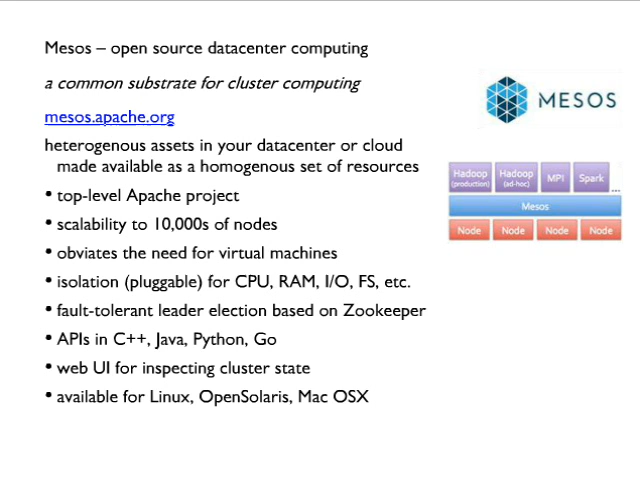 Mesos – open source datacenter computing
a common substrate for cluster computing
mesos.apache.org
heterogenous assets in your datacenter or cloud
made available as a homogenous set of resources
• top-level Apache project
• scalability to 10,000s of nodes
• obviates the need for virtual machines
• isolation (pluggable) for CPU, RAM, I/O, FS, etc.
• fault-tolerant leader election based on Zookeeper
• APIs in C++, Java, Python, Go
• web UI for inspecting cluster state
• available for Linux, OpenSolaris, Mac OSX
MESOS
Hadoop (production) Hadoop (ad-hoc) MPI Spark ...
Mesos
Node Node Node Node